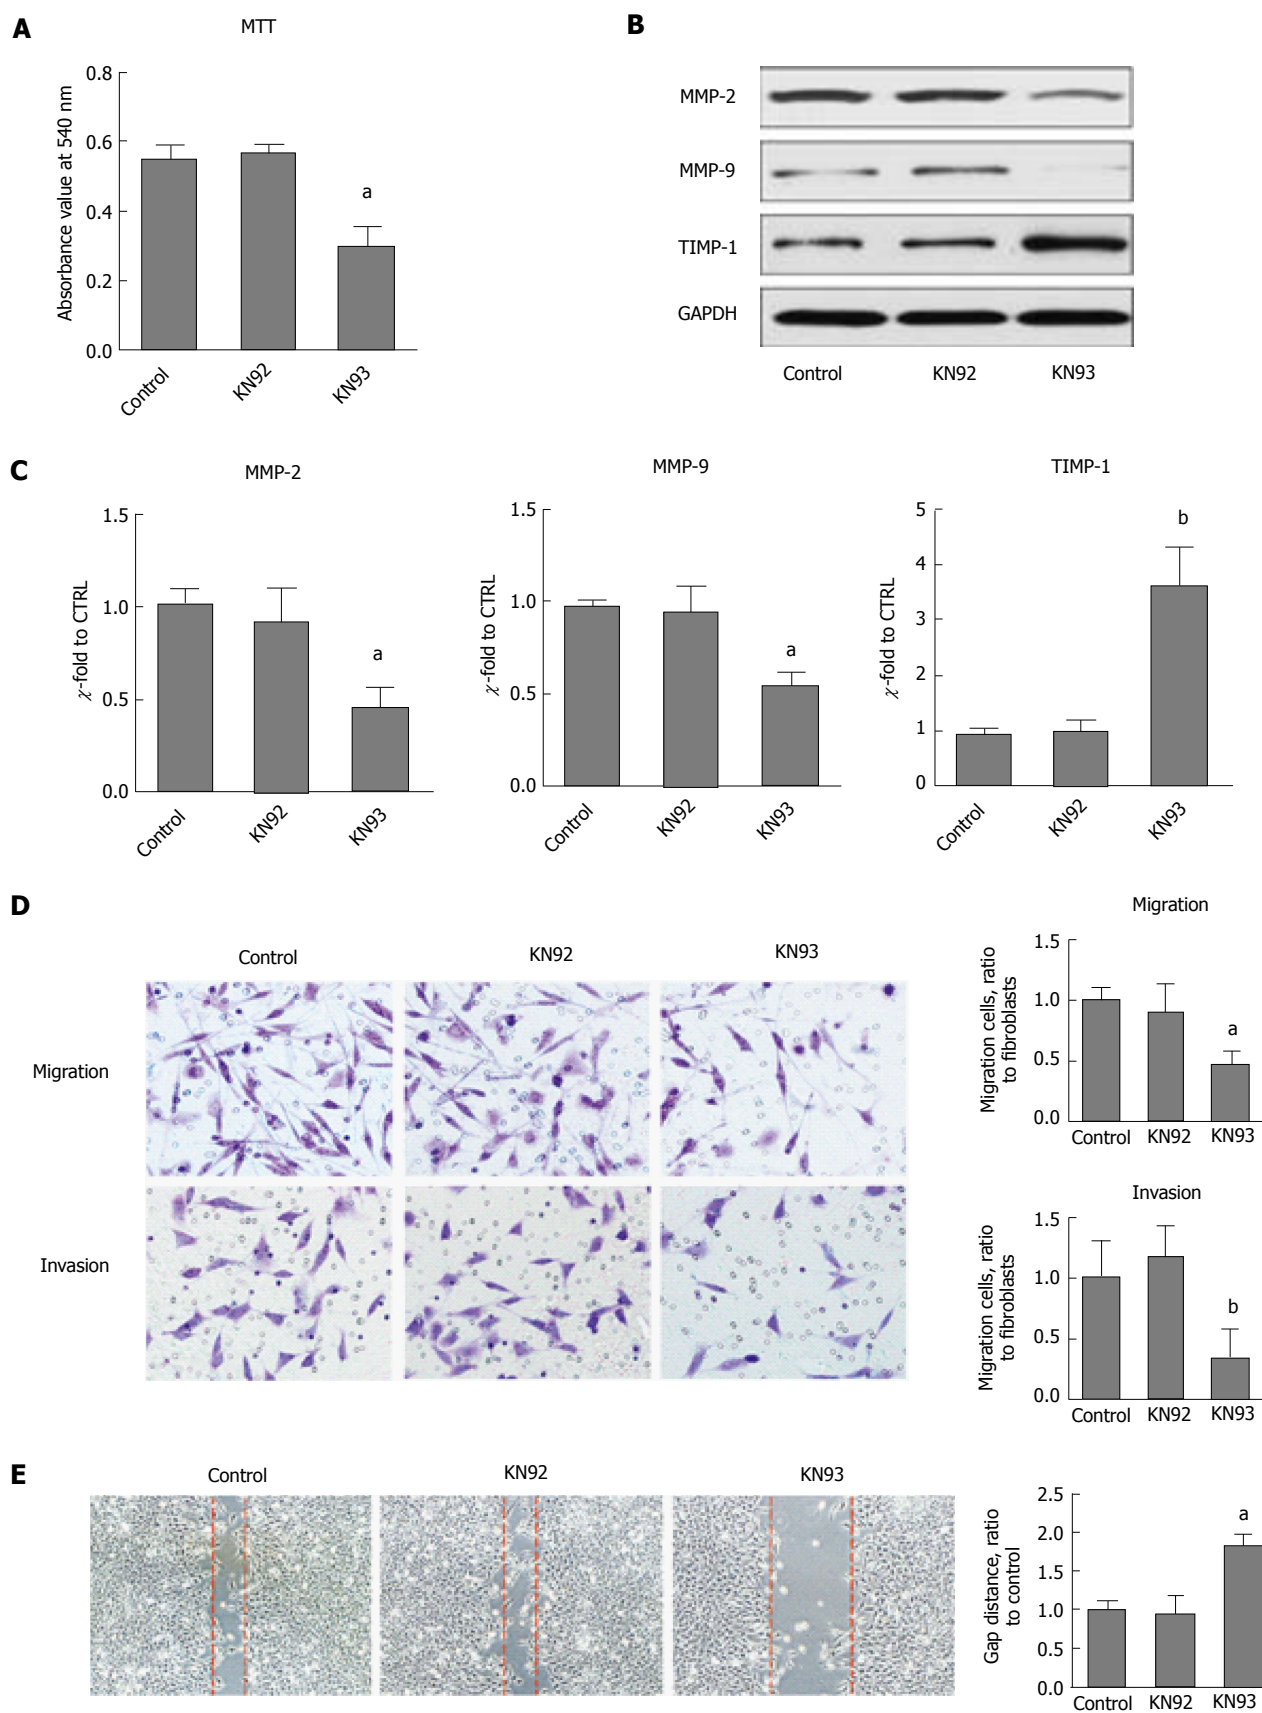 A
MTT
Absorbance value at 540 nm
0.8
0.6
0.4
0.2
0.0
a
Control
KN92
KN93
B
MMP-2
MMP-9
TIMP-1
GAPDH
Control KN92 KN93
C
MMP-2
χ-fold to CTRL
1.5
1.0
0.5
0.0
a
Control
KN92
KN93
MMP-9
χ-fold to CTRL
1.5
1.0
0.5
0.0
a
Control
KN92
KN93
TIMP-1
χ-fold to CTRL
5
4
3
2
1
0
b
Control
KN92
KN93
D
Control KN92 KN93
Migration
Invasion
Migration
Migration cells, ratio
to fibroblasts
1.5
1.0
0.5
0.0
a
Control KN92 KN93
Invasion
Migration cells, ratio
to fibroblasts
1.5
1.0
0.5
0.0
b
Control KN92 KN93
E
Control KN92 KN93
Gap distance, ratio
to control
2.5
2.0
1.5
1.0
0.5
0.0
a
Control KN92 KN93